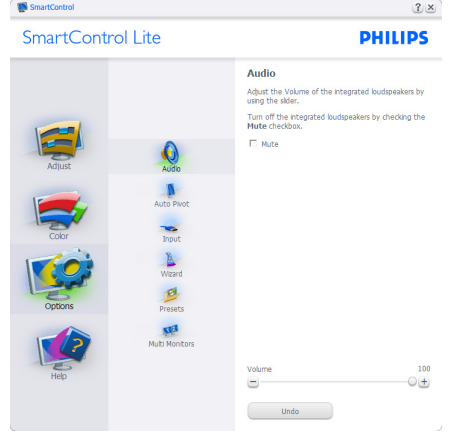 SmartControl
SmartControl Lite
PHILIPS
Adjust
Color
Options
Help
Audio
Auto Pivot
Input
Wizard
Presets
Multi Monitors
Audio
Adjust the Volume of the integrated loudspeakers by
using the slider.
Turn off the integrated loudspeakers by checking the
Mute checkbox.
Mute
Volume 100
Undo